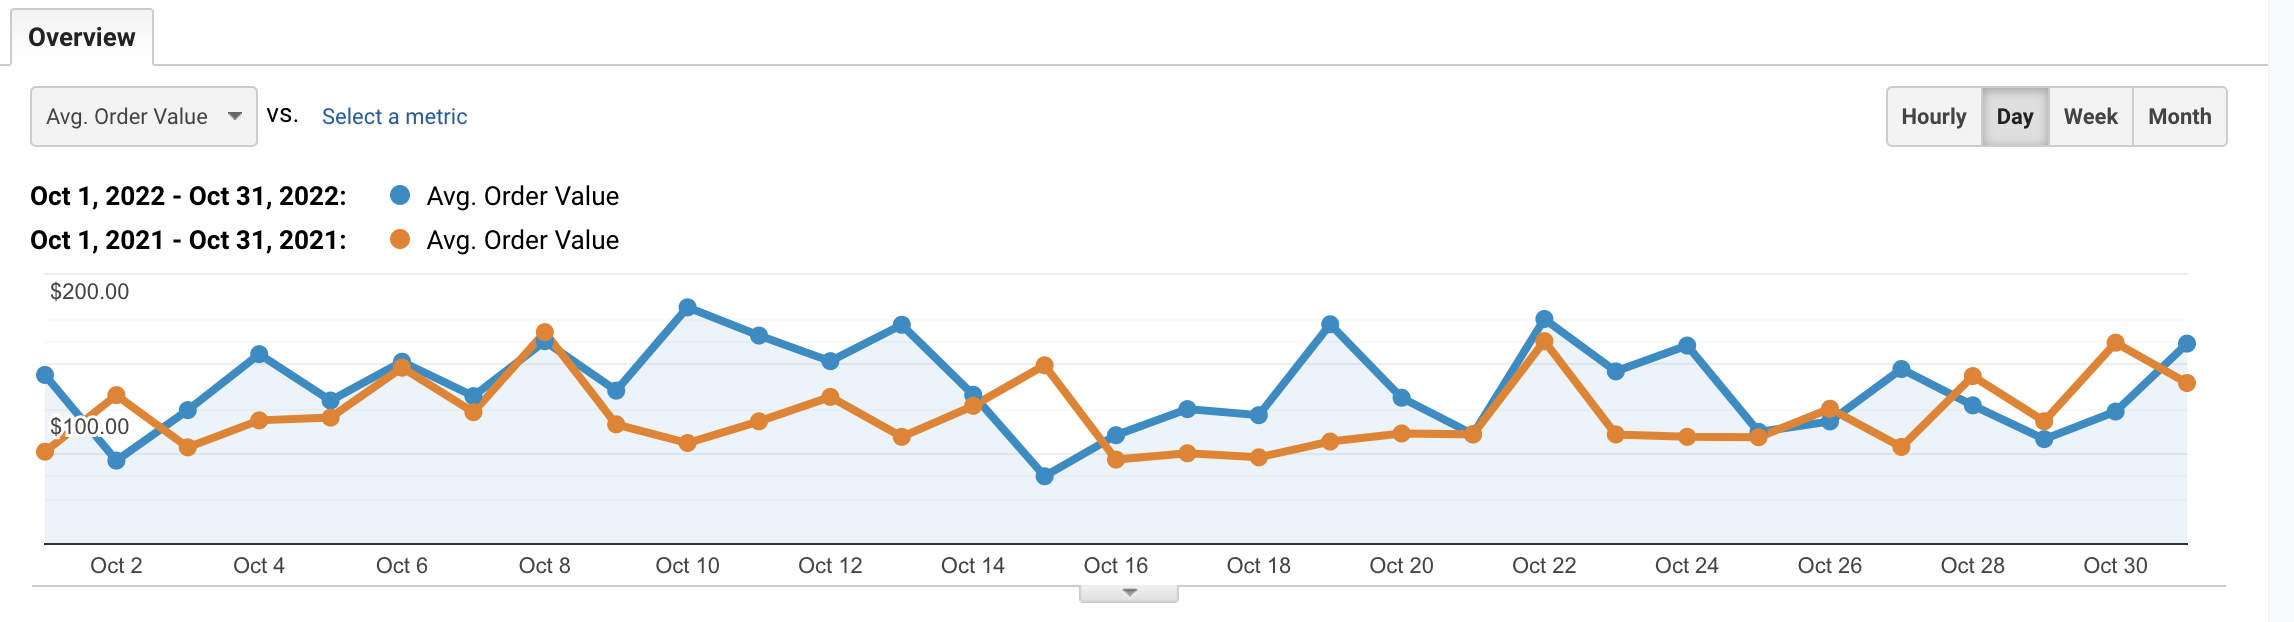 Overview
Avg. Order Value vs. Select a metric Hourly Day Week Month
Oct 1, 2022 - Oct 31, 2022: Avg. Order Value
Oct 1, 2021 - Oct 31, 2021: Avg. Order Value
$200.00
$100.00
Oct 2 Oct 4 Oct 6 Oct 8 Oct 10 Oct 12 Oct 14 Oct 16 Oct 18 Oct 20 Oct 22 Oct 24 Oct 26 Oct 28 Oct 30